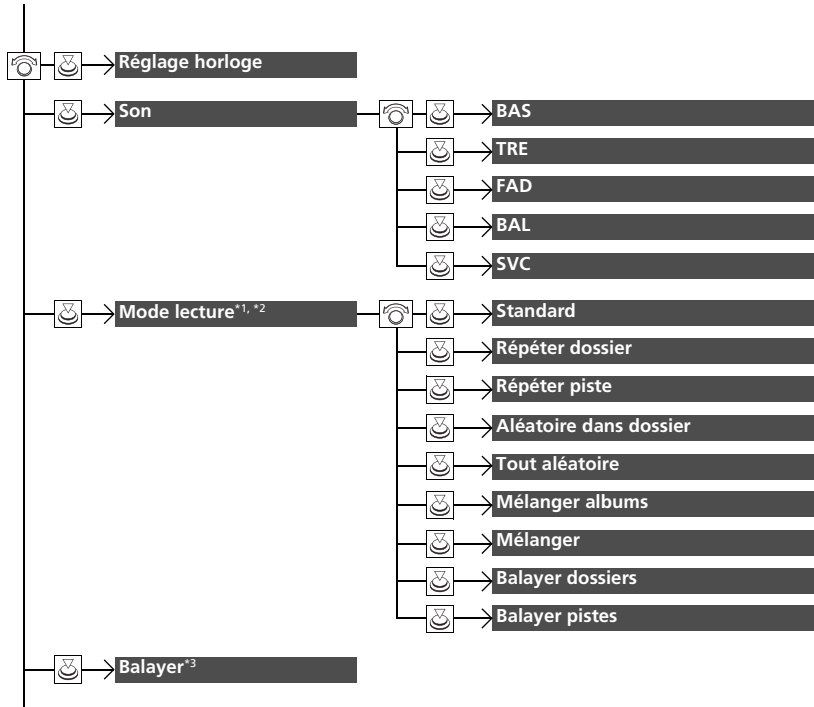 Réglage horloge
Son
BAS
TRE
FAD
BAL
SVC
Mode lecture*1, *2
Standard
Répéter dossier
Répéter piste
Aléatoire dans dossier
Tout aléatoire
Mélanger albums
Mélanger
Balayer dossiers
Balayer pistes
Balayer*3